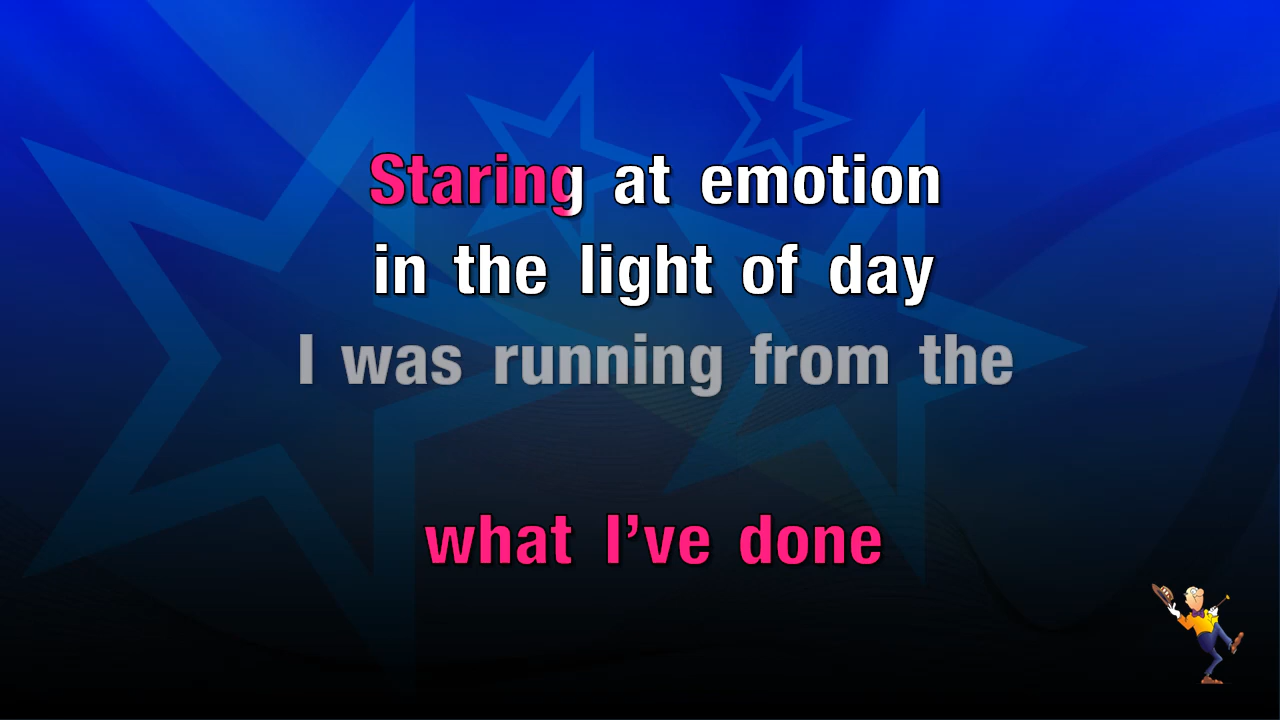 Staring at emotion
in the light of day
I was running from the
what I’ve done